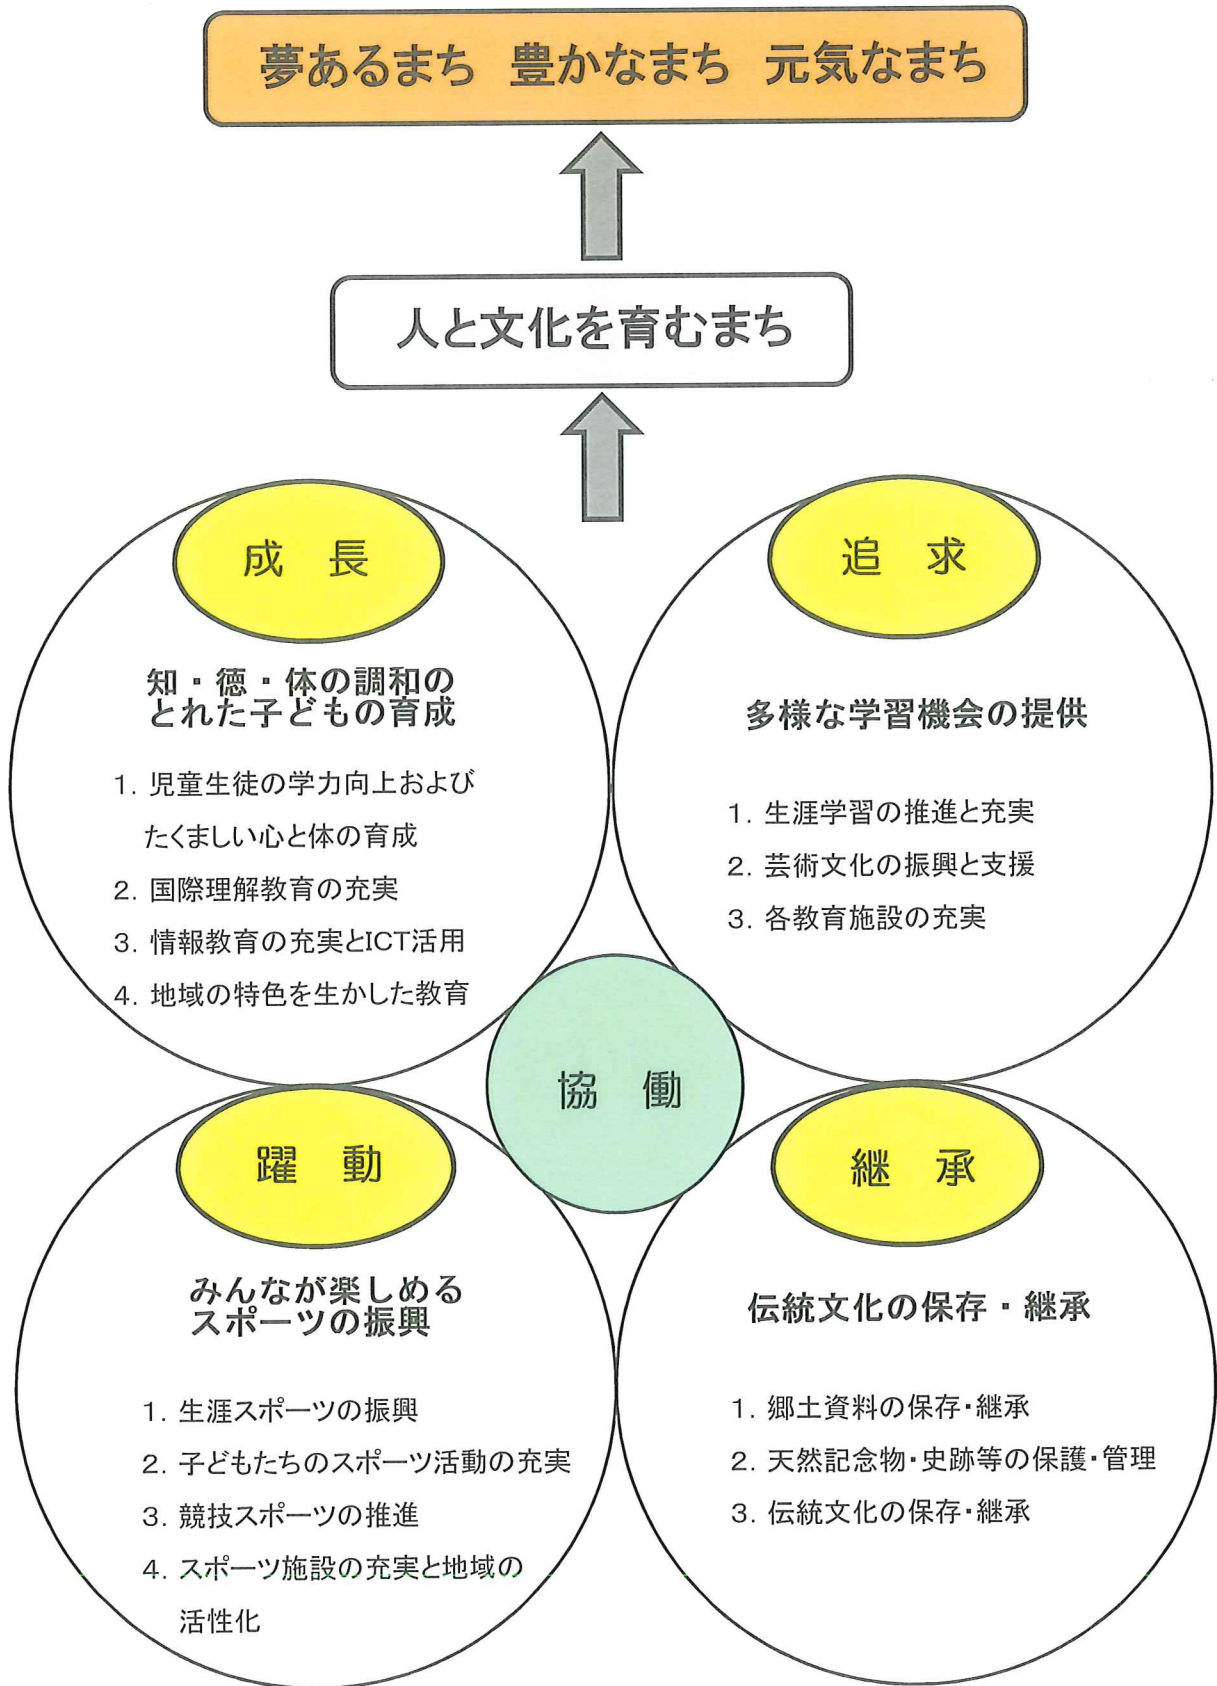 夢あるまち 豊かなまち 元気なまち
人と文化を育むまち
成 長
知・徳・体の調和の
とれた子どもの育成
1. 児童生徒の学力向上および
たくましい心と体の育成
2. 国際理解教育の充実
3. 情報教育の充実とICT活用
4. 地域の特色を生かした教育
追 求
多様な学習機会の提供
1. 生涯学習の推進と充実
2. 芸術文化の振興と支援
3. 各教育施設の充実
協 働
躍 動
みんなが楽しめる
スポーツの振興
1. 生涯スポーツの振興
2. 子どもたちのスポーツ活動の充実
3. 競技スポーツの推進
4. スポーツ施設の充実と地域の
活性化
継 承
伝統文化の保存・継承
1. 郷土資料の保存・継承
2. 天然記念物・史跡等の保護・管理
3. 伝統文化の保存・継承